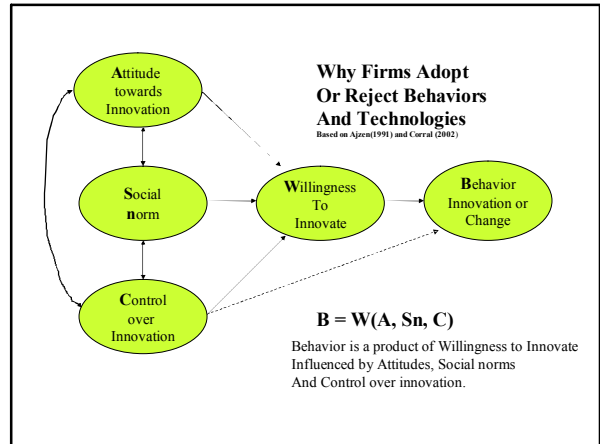 Attitude
towards
Innovation
Why Firms Adopt
Or Reject Behaviors
And Technologies
Based on Ajzen(1991) and Corral (2002)
Social
norm
Willingness
To
Innovate
Behavior
Innovation or
Change
Control
over
Innovation
B = W(A, Sn, C)
Behavior is a product of Willingness to Innovate
Influenced by Attitudes, Social norms
And Control over innovation.